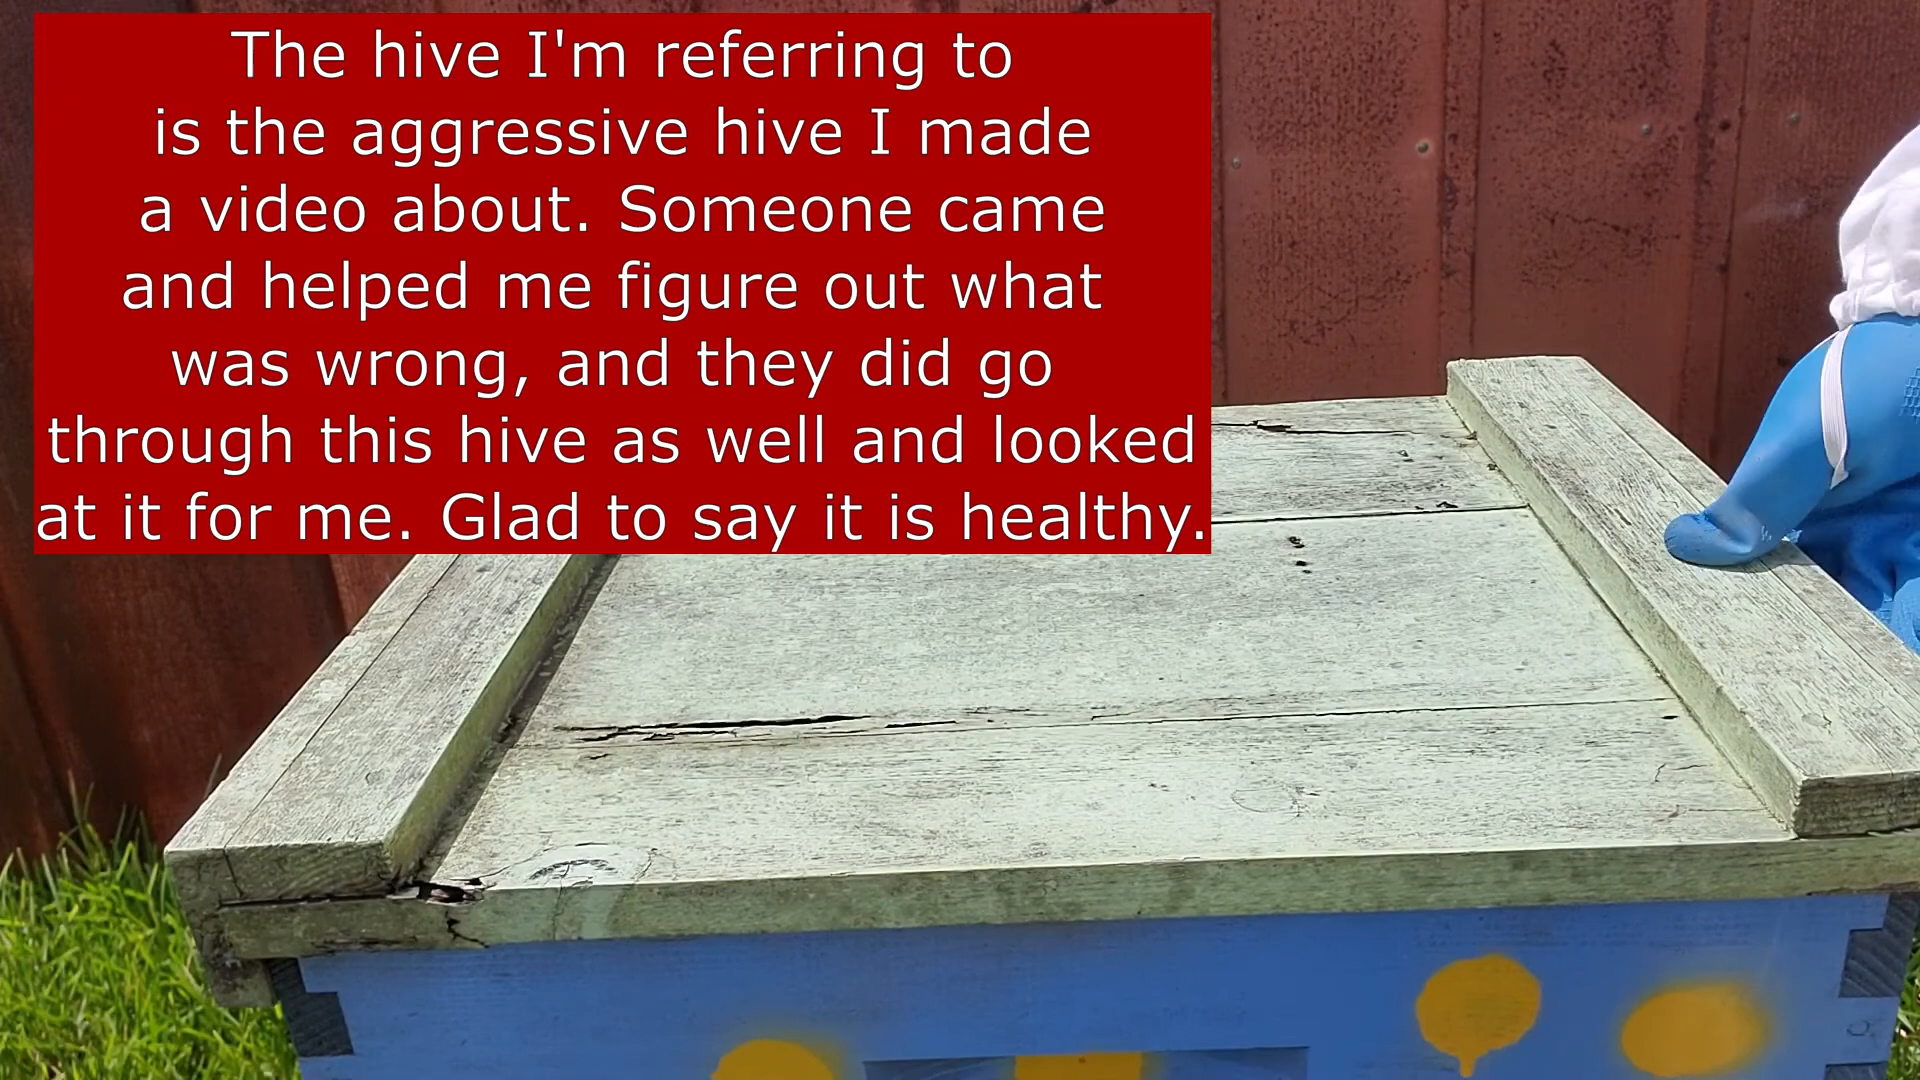 The hive I'm referring to
is the aggressive hive I made
a video about. Someone came
and helped me figure out what
was wrong, and they did go
through this hive as well and looked
at it for me. Glad to say it is healthy.